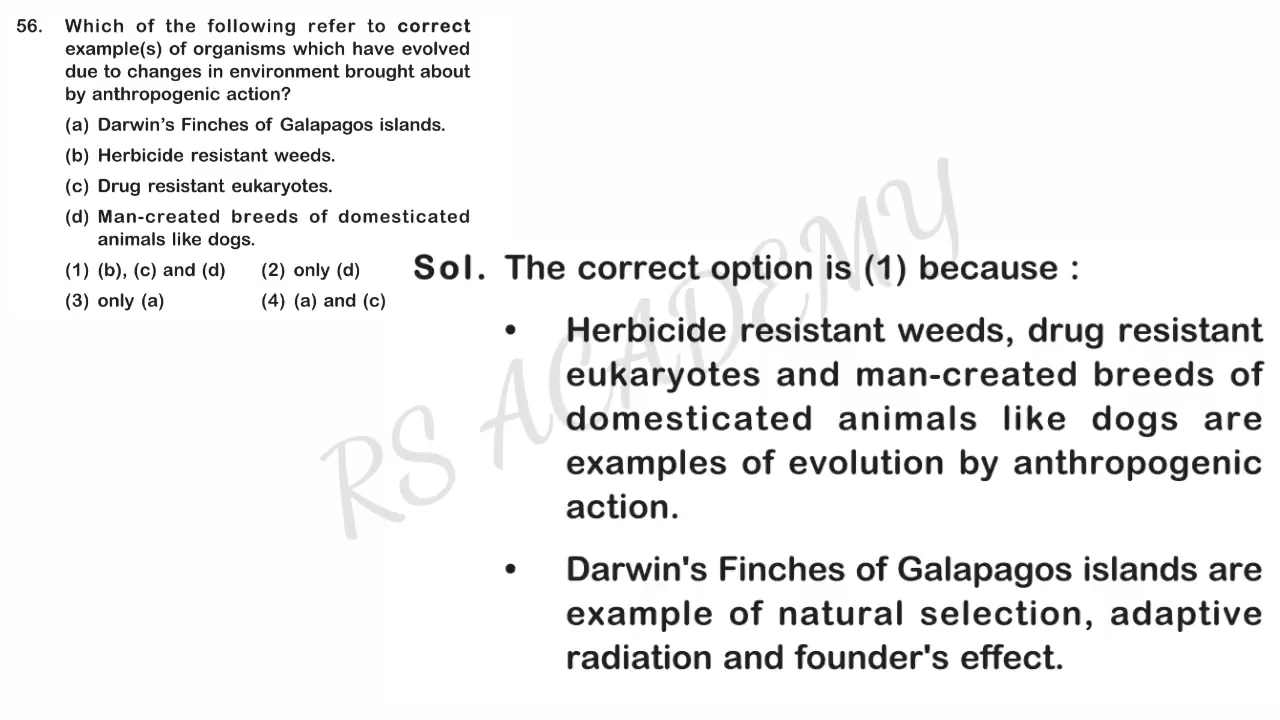 56. Which of the following refer to correct
example(s) of organisms which have evolved
due to changes in environment brought about
by anthropogenic action?
(a) Darwin's Finches of Galapagos islands.
(b) Herbicide resistant weeds.
(c) Drug resistant eukaryotes.
(d) Man-created breeds of domesticated
animals like dogs.
(1) (b), (c) and (d) (2) only (d)
(3) only (a) (4) (a) and (c)
Sol. The correct option is (1) because :
• Herbicide resistant weeds, drug resistant
eukaryotes and man-created breeds of
domesticated animals like dogs are
examples of evolution by anthropogenic
action.
• Darwin's Finches of Galapagos islands are
example of natural selection, adaptive
radiation and founder's effect.
RS ACADEMY